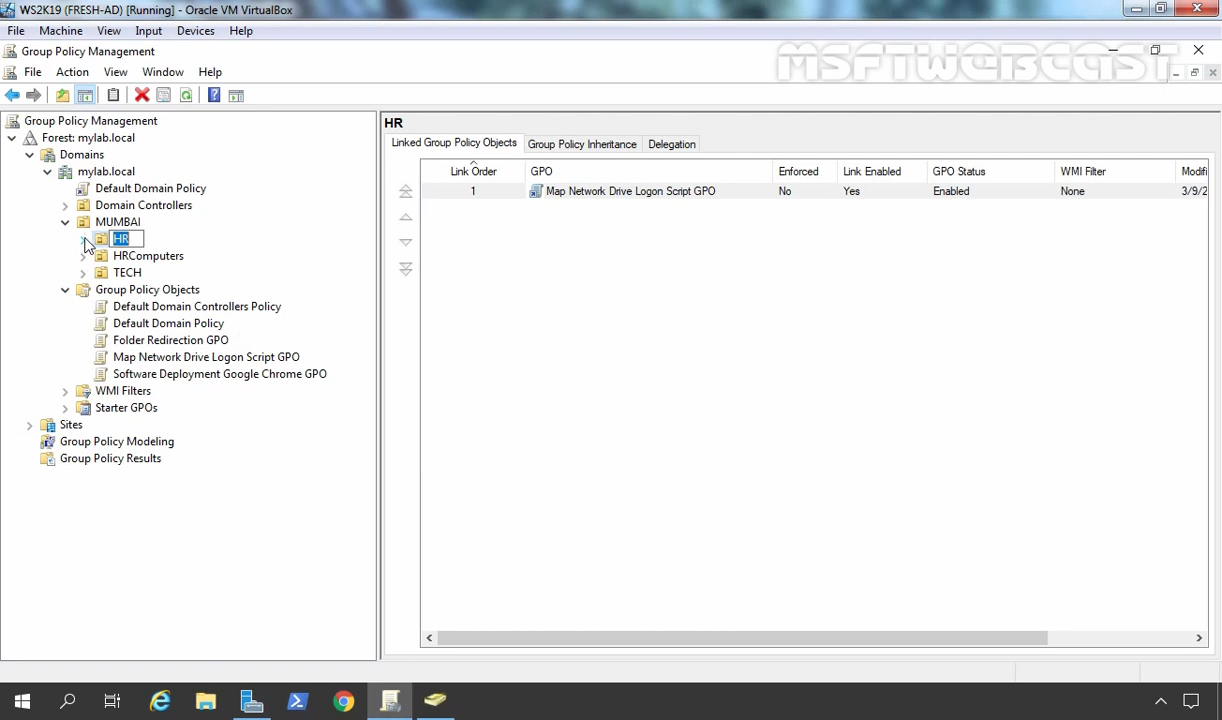 WS2K19 (FRESH-AD) [Running] - Oracle VM VirtualBox
File Machine View Input Devices Help
Group Policy Management
MSFTWEBCAST
File Action View Window Help
Group Policy Management
Forest: mylab.local
Domains
mylab.local
Default Domain Policy
Domain Controllers
MUMBAI
HR
HRComputers
TECH
Group Policy Objects
Default Domain Controllers Policy
Default Domain Policy
Folder Redirection GPO
Map Network Drive Logon Script GPO
Software Deployment Google Chrome GPO
WMI Filters
Starter GPOs
Sites
Group Policy Modeling
Group Policy Results
HR
Linked Group Policy Objects Group Policy Inheritance Delegation
Link Order GPO Enforced Link Enabled GPO Status WMI Filter Modifi
1 Map Network Drive Logon Script GPO No Yes Enabled None 3/9/2